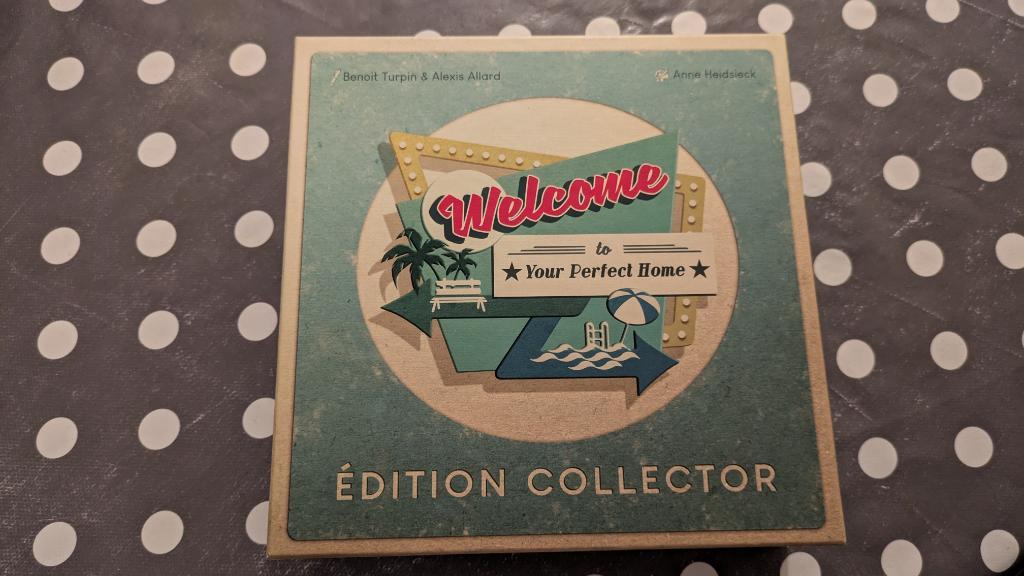 Benoit Turpin & Alexis Allard
Anne Heidsieck
Welcome
to
Your Perfect Home
ÉDITION COLLECTOR